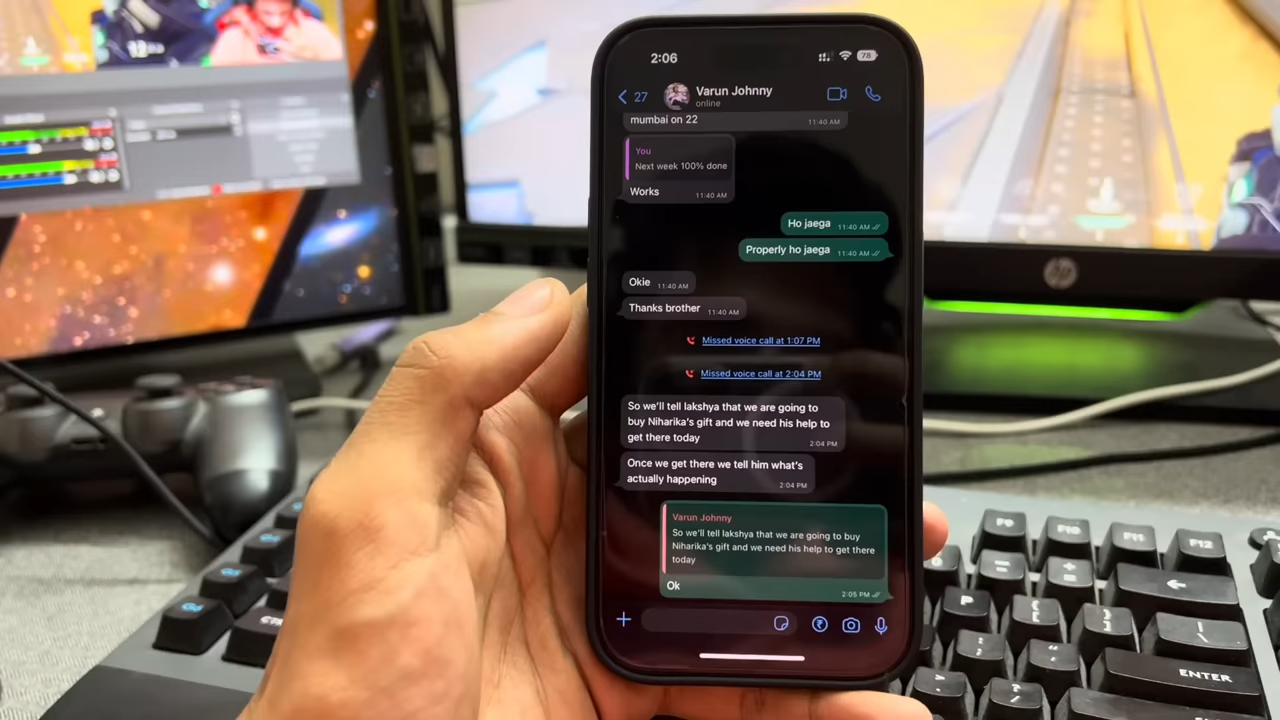 2:06
78
27
Varun Johnny
online
mumbai on 22
11:40 AM
You
Next week 100% done
Works
11:40 AM
Ho jaega
11:40 AM
Properly ho jaega
11:40 AM
Okie
11:40 AM
Thanks brother
11:40 AM
Missed voice call at 1:07 PM
Missed voice call at 2:04 PM
So we'll tell lakshya that we are going to
buy Niharika's gift and we need his help to
get there today
2:04 PM
Once we get there we tell him what's
actually happening
2:04 PM
Varun Johnny
So we'll tell lakshya that we are going to buy
Niharika's gift and we need his help to get there
today
Ok
2:05 PM
₹
hp
F9
F10
F11
F12
P
ENTER